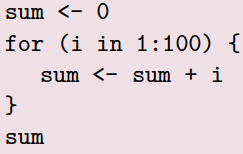 sum <- 0
for (i in 1:100) {
   sum <- sum + i
}
sum